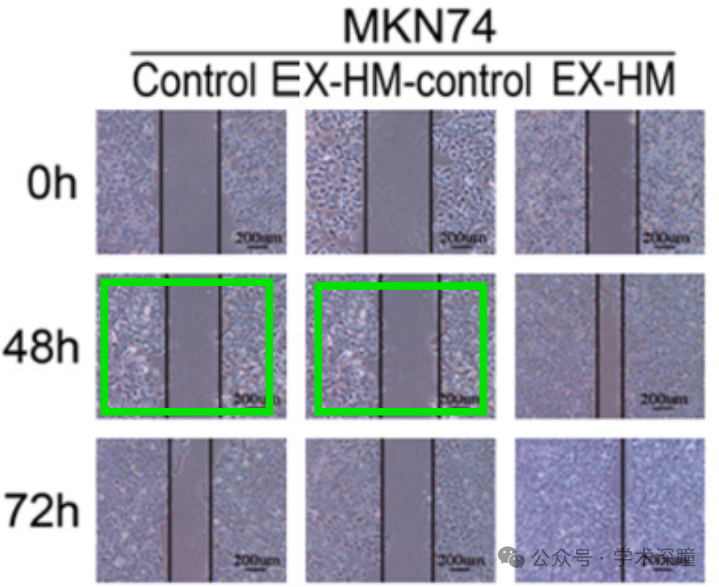 MKN74
Control EX-HM-control EX-HM
0h
200um 200um 200um
48h
200um 200um 200um
72h
200um 200um 200um
公众号 · 学术深瞳